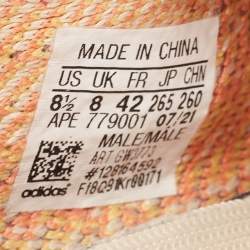 MADE IN CHINA
US UK FR JP CHN
8½ 8 42 265 260
APE 779001 07/21
MALE/MALE
ART
adidas